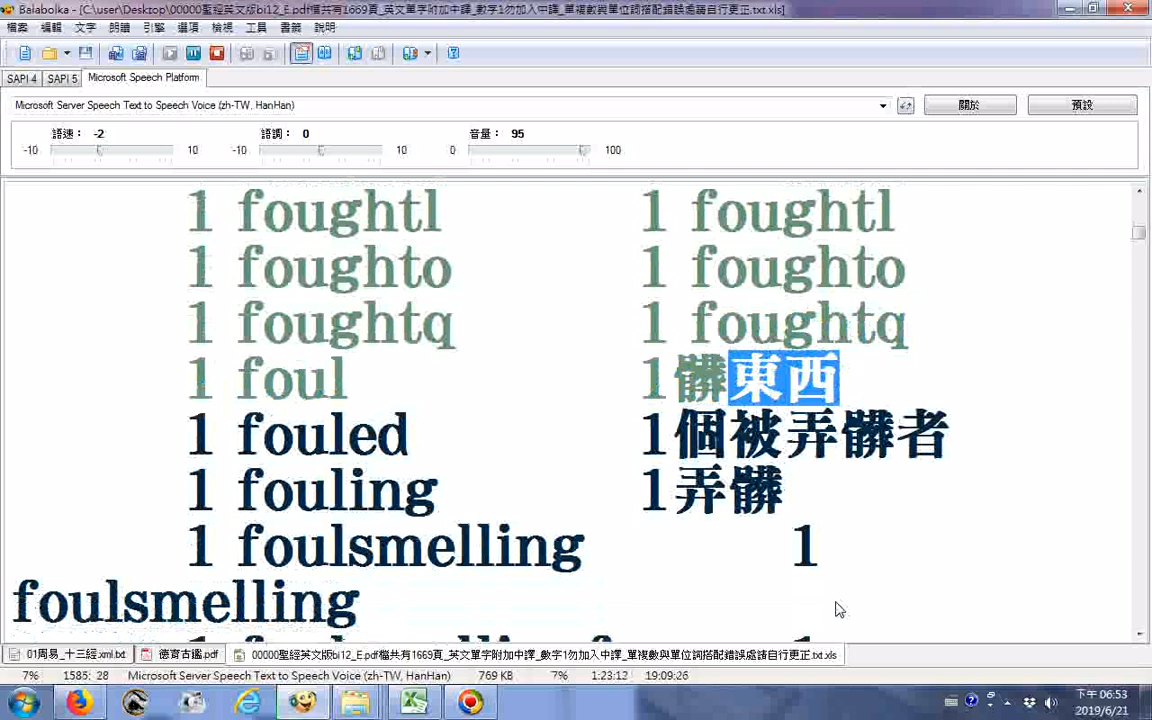 Balabolka - [C:\user\Desktop\00000聖經英文版bi12_E.pdf檔共有1669頁_英文單字附加中譯_數字1勿加入中譯_單複數與單位詞搭配錯誤處請自行更正.txt.xls]
檔案 編輯 文字 朗讀 引擎 選項 檢視 工具 書籤 說明
SAPI 4 SAPI 5 Microsoft Speech Platform
Microsoft Server Speech Text to Speech Voice (zh-TW, HanHan) 關於 預設
語速： -2 語調： 0 音量： 95
-10 10 -10 10 0 100
1 foughtl 1 foughtl
1 foughto 1 foughto
1 foughtq 1 foughtq
1 foul 1髒東西
1 fouled 1個被弄髒者
1 fouling 1弄髒
1 foulsmelling 1
foulsmelling
01周易_十三經.xml.txt 德育古鑑.pdf 00000聖經英文版bi12_E.pdf檔共有1669頁_英文單字附加中譯_數字1勿加入中譯_單複數與單位詞搭配錯誤處請自行更正.txt.xls
7% 1585: 28 Microsoft Server Speech Text to Speech Voice (zh-TW, HanHan) 769 KB 7% 1:23:12 19:09:26
下午 06:53
2019/6/21